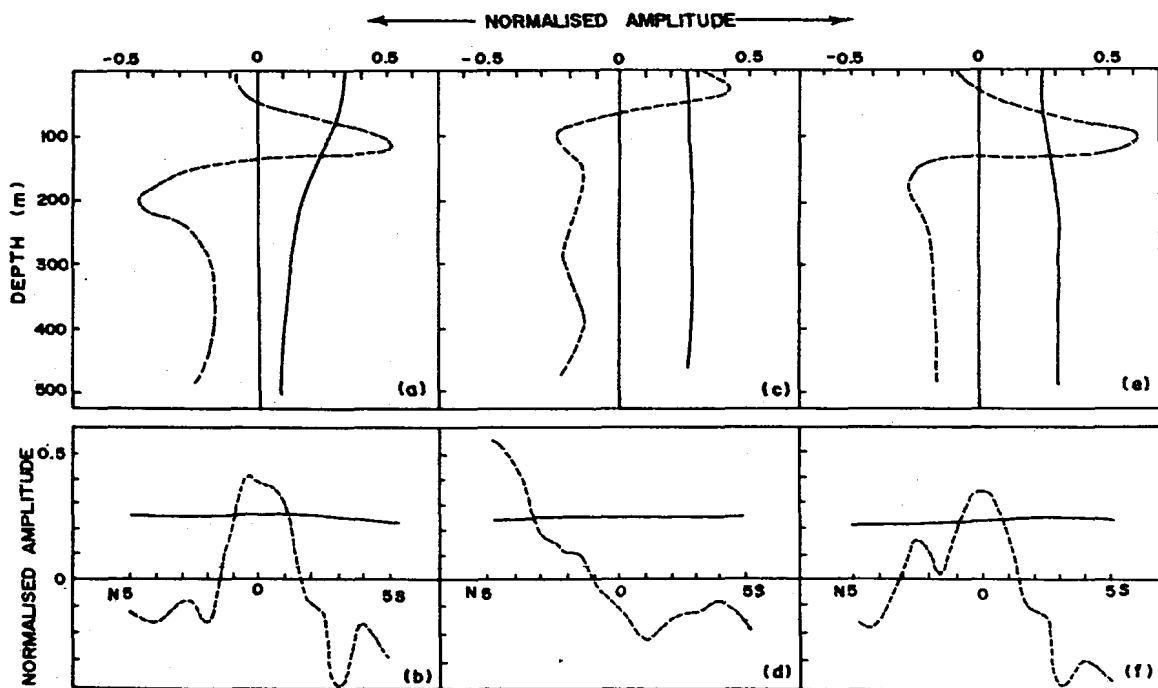 NORMALISED AMPLITUDE
-0.5 0 0.5 -0.5 0 0.5 -0.5 0 0.5
DEPTH (m)
100
200
300
400
500
(a) (c) (e)
NORMALISED AMPLITUDE
0.5
0
N5 0 5S N5 0 5S N5 0 5S
(b) (d) (f)